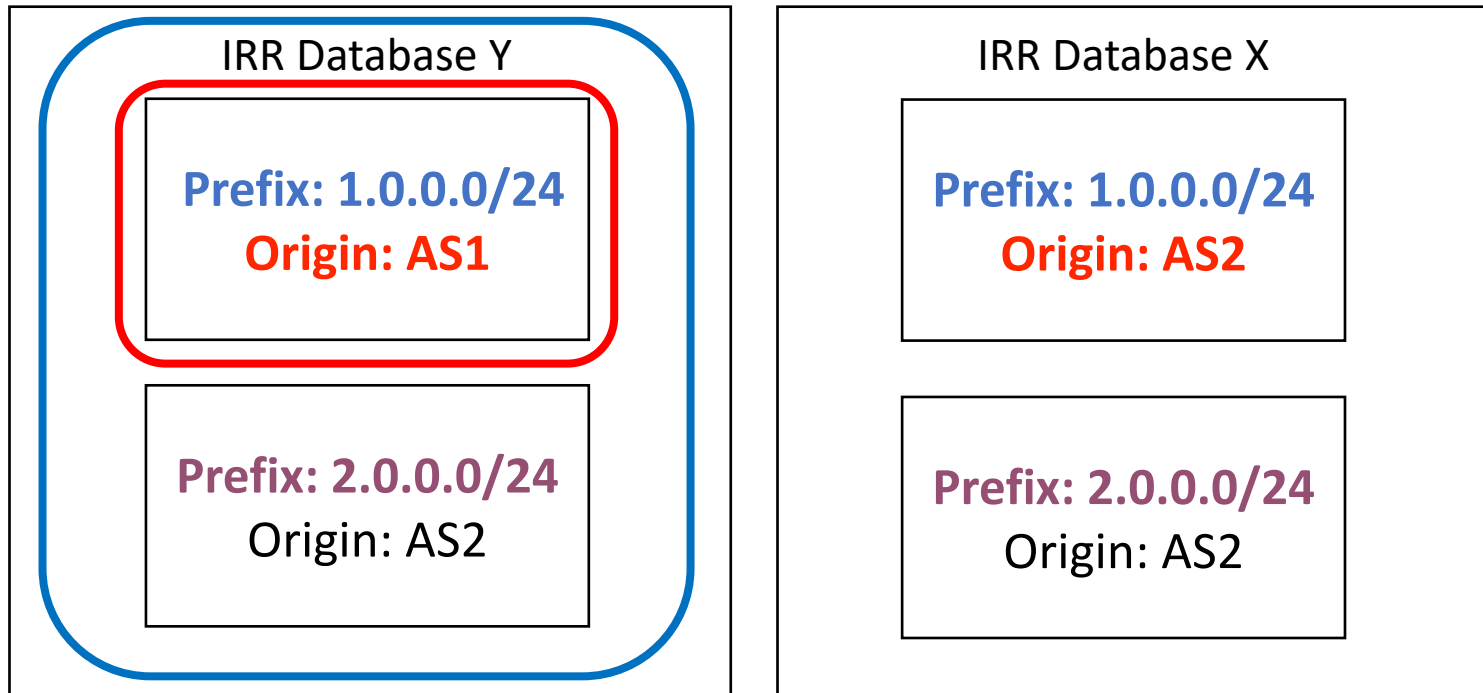 IRR Database Y
Prefix: 1.0.0.0/24
Origin: AS1
Prefix: 2.0.0.0/24
Origin: AS2
IRR Database X
Prefix: 1.0.0.0/24
Origin: AS2
Prefix: 2.0.0.0/24
Origin: AS2